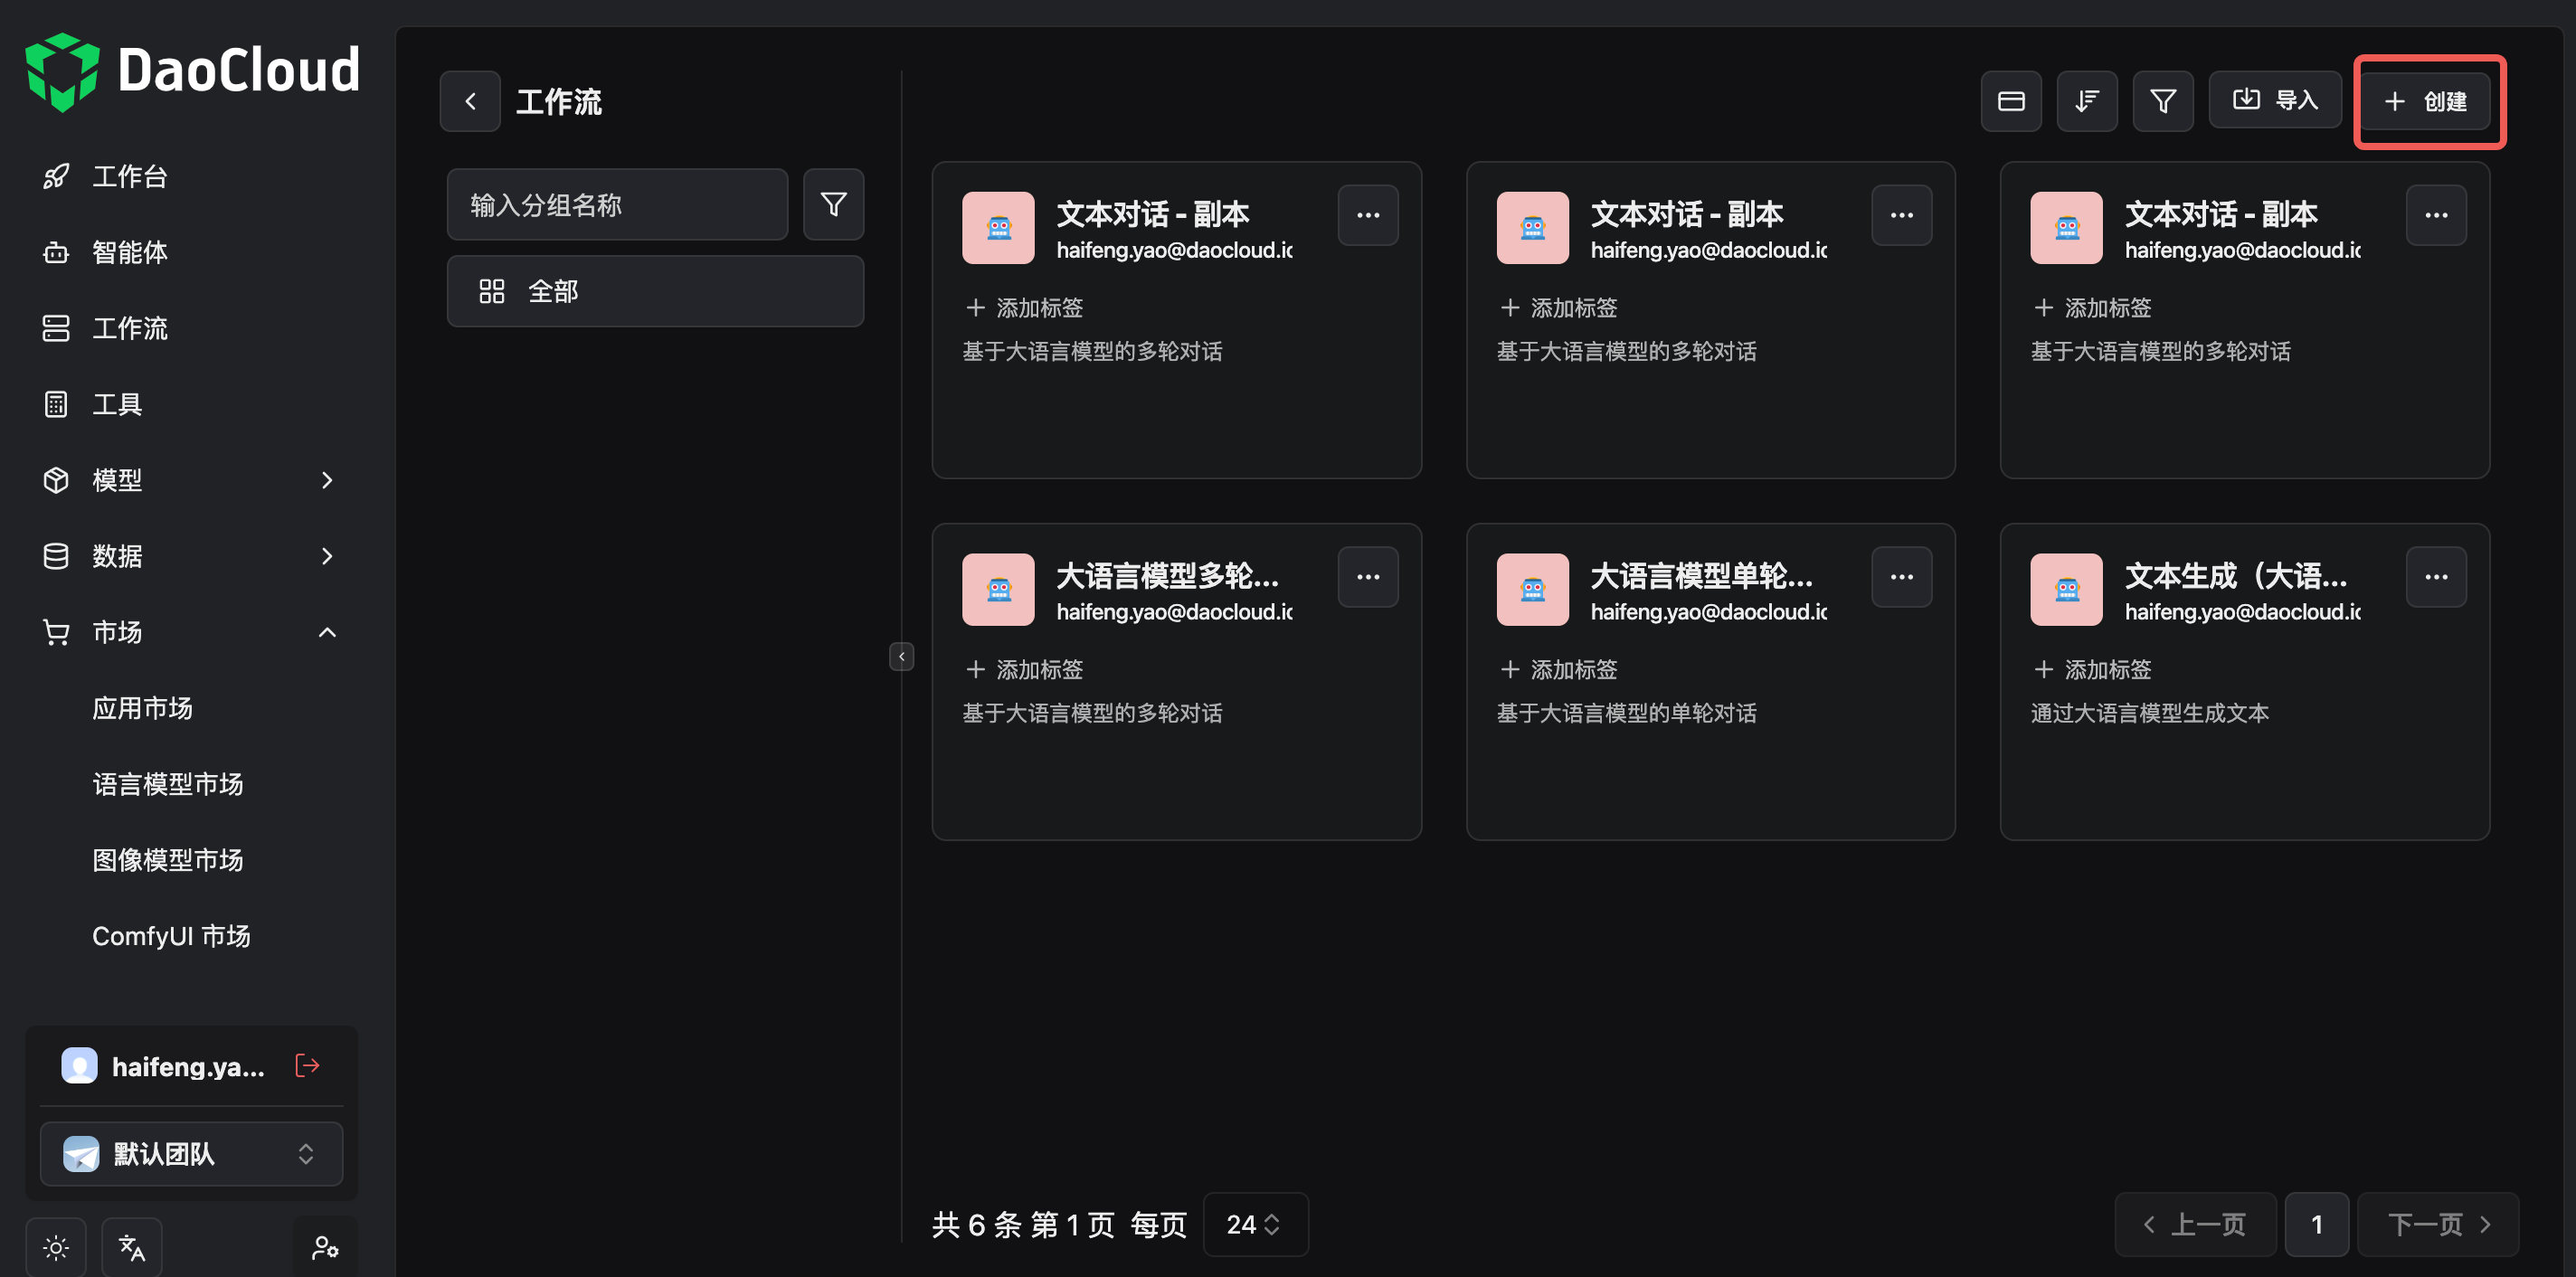 DaoCloud
工作台
智能体
工作流
工具
模型
数据
市场
应用市场
语言模型市场
图像模型市场
ComfyUI 市场
haifeng.ya...
默认团队
工作流
输入分组名称
全部
导入
创建
文本对话 - 副本
haifeng.yao@daocloud.io
添加标签
基于大语言模型的多轮对话
文本对话 - 副本
haifeng.yao@daocloud.io
添加标签
基于大语言模型的多轮对话
文本对话 - 副本
haifeng.yao@daocloud.io
添加标签
基于大语言模型的多轮对话
大语言模型多轮...
haifeng.yao@daocloud.io
添加标签
基于大语言模型的多轮对话
大语言模型单轮...
haifeng.yao@daocloud.io
添加标签
基于大语言模型的单轮对话
文本生成（大语...
haifeng.yao@daocloud.io
添加标签
通过大语言模型生成文本
共 6 条 第 1 页 每页 24
上一页 1 下一页